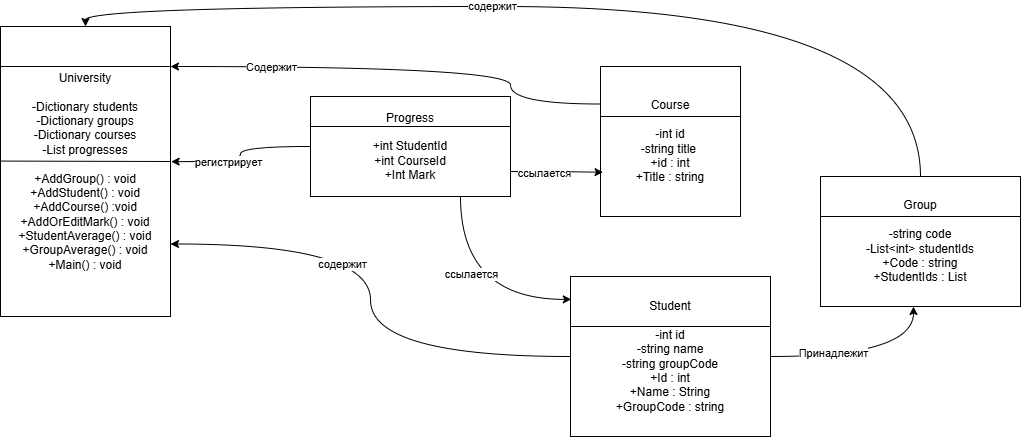 содержит
University
-Dictionary students
-Dictionary groups
-Dictionary courses
-List progresses
+AddGroup() : void
+AddStudent() : void
+AddCourse() :void
+AddOrEditMark() : void
+StudentAverage() : void
+GroupAverage() : void
+Main() : void
Содержит
регистрирует
Progress
+int StudentId
+int CourseId
+Int Mark
ссылается
Course
-int id
-string title
+id : int
+Title : string
Group
-string code
-List<int> studentIds
+Code : string
+StudentIds : List
содержит
ссылается
Student
-int id
-string name
-string groupCode
+Id : int
+Name : String
+GroupCode : string
Принадлежит